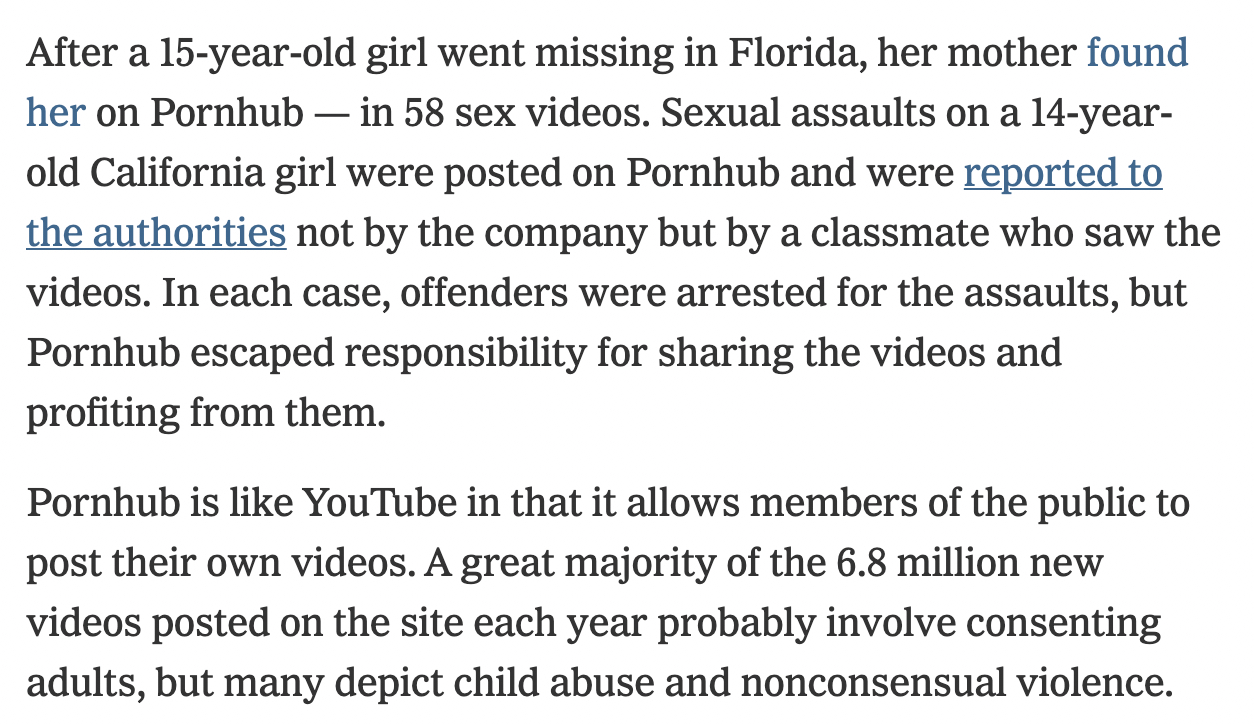 After a 15-year-old girl went missing in Florida, her mother found
her on Pornhub — in 58 sex videos. Sexual assaults on a 14-year-
old California girl were posted on Pornhub and were reported to
the authorities not by the company but by a classmate who saw the
videos. In each case, offenders were arrested for the assaults, but
Pornhub escaped responsibility for sharing the videos and
profiting from them.
Pornhub is like YouTube in that it allows members of the public to
post their own videos. A great majority of the 6.8 million new
videos posted on the site each year probably involve consenting
adults, but many depict child abuse and nonconsensual violence.